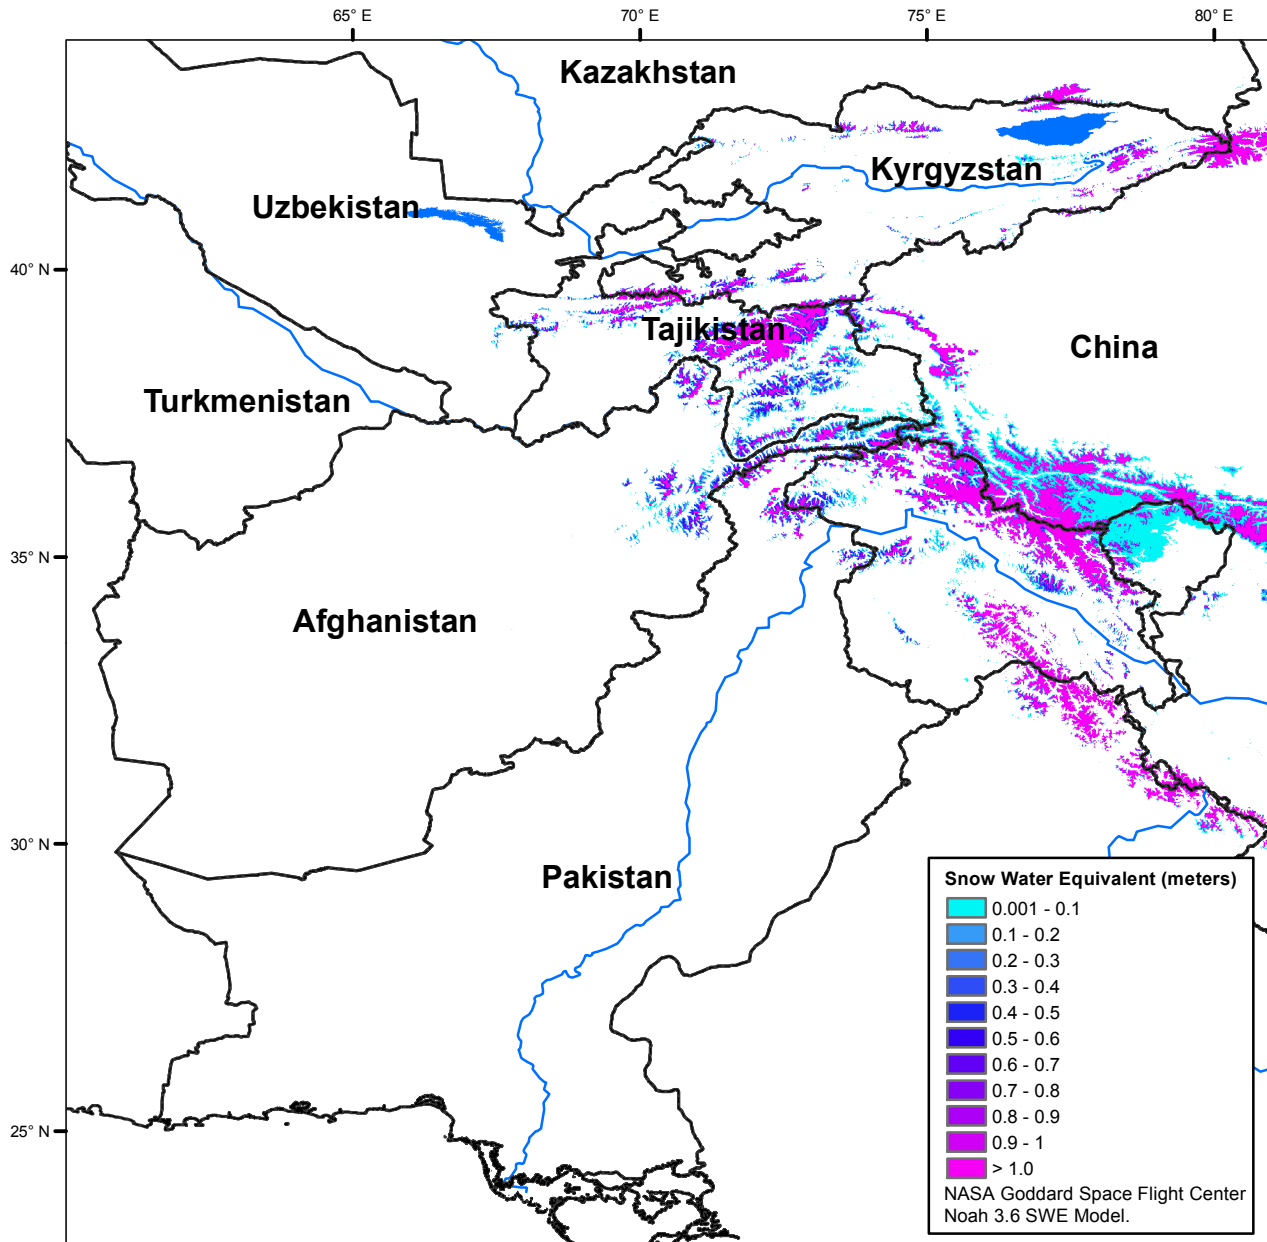 65° E
70° E
75° E
80° E
Kazakhstan
Kyrgyzstan
Uzbekistan
40° N
Tajikistan
China
Turkmenistan
35° N
Afghanistan
30° N
Pakistan
25° N
Snow Water Equivalent (meters)
0.001 - 0.1
0.1 - 0.2
0.2 - 0.3
0.3 - 0.4
0.4 - 0.5
0.5 - 0.6
0.6 - 0.7
0.7 - 0.8
0.8 - 0.9
0.9 - 1
> 1.0
NASA Goddard Space Flight Center
Noah 3.6 SWE Model.